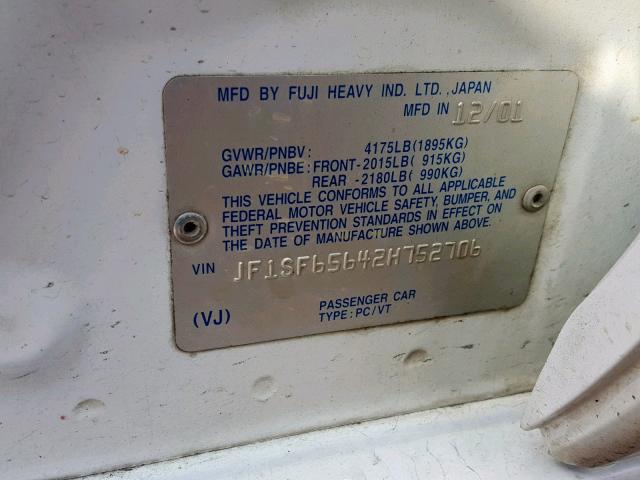 MFD BY FUJI HEAVY IND. LTD., JAPAN
MFD IN 12/01
GVWR/PNBV: 4175LB(1895KG)
GAWR/PNBE: FRONT-2015LB( 915KG)
REAR -2180LB( 990KG)
THIS VEHICLE CONFORMS TO ALL APPLICABLE
FEDERAL MOTOR VEHICLE SAFETY, BUMPER, AND
THEFT PREVENTION STANDARDS IN EFFECT ON
THE DATE OF MANUFACTURE SHOWN ABOVE.
VIN JF1SF65642H752706
PASSENGER CAR
(VJ) TYPE: PC/VT